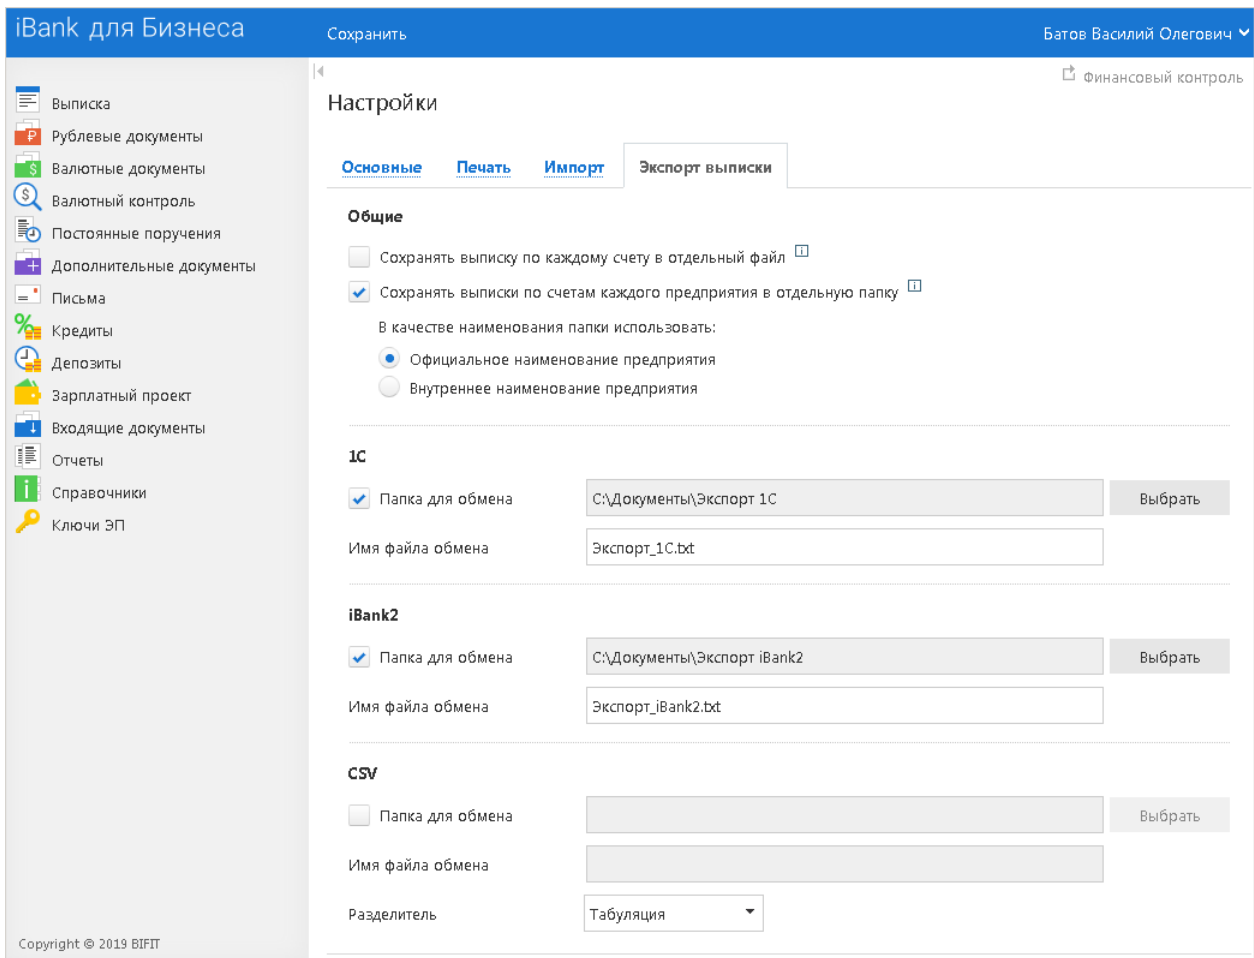 iBank для Бизнеса
Сохранить
Батов Василий Олегович
Финансовый контроль
Выписка
Рублевые документы
Валютные документы
Валютный контроль
Постоянные поручения
Дополнительные документы
Письма
Кредиты
Депозиты
Зарплатный проект
Входящие документы
Отчеты
Справочники
Ключи ЭП
Copyright © 2019 BIFIT
Настройки
Основные Печать Импорт Экспорт выписки
Общие
Сохранять выписку по каждому счету в отдельный файл
Сохранять выписки по счетам каждого предприятия в отдельную папку
В качестве наименования папки использовать:
Официальное наименование предприятия
Внутреннее наименование предприятия
1С
Папка для обмена C:\Документы\Экспорт 1С Выбрать
Имя файла обмена Экспорт_1С.txt
iBank2
Папка для обмена C:\Документы\Экспорт iBank2 Выбрать
Имя файла обмена Экспорт_iBank2.txt
CSV
Папка для обмена Выбрать
Имя файла обмена
Разделитель Табуляция